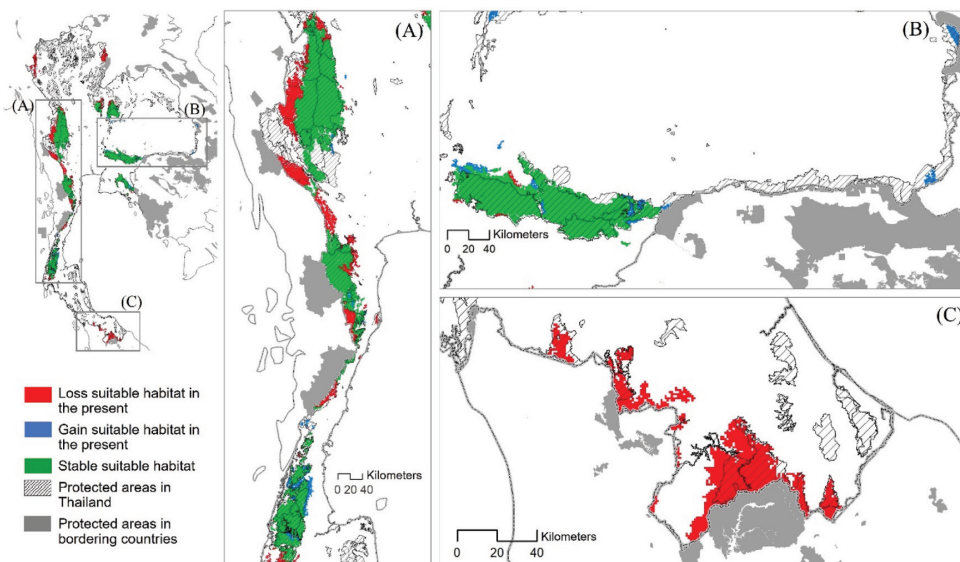 (A)
(B)
(C)
Loss suitable habitat in
the present
Gain suitable habitat in
the present
Stable suitable habitat
Protected areas in
Thailand
Protected areas in
bordering countries
(A)
Kilometers
0 20 40
(B)
Kilometers
0 20 40
(C)
Kilometers
0 20 40